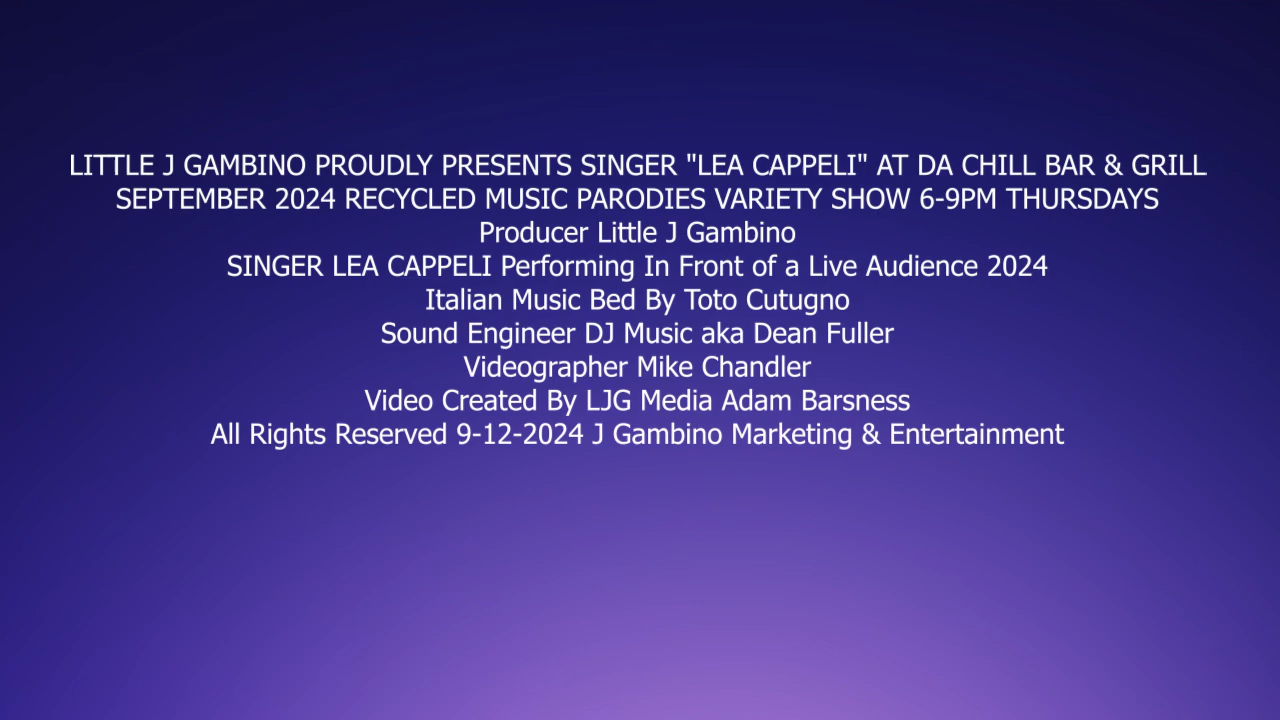 LITTLE J GAMBINO PROUDLY PRESENTS SINGER "LEA CAPPELI" AT DA CHILL BAR & GRILL
SEPTEMBER 2024 RECYCLED MUSIC PARODIES VARIETY SHOW 6-9PM THURSDAYS
Producer Little J Gambino
SINGER LEA CAPPELI Performing In Front of a Live Audience 2024
Italian Music Bed By Toto Cutugno
Sound Engineer DJ Music aka Dean Fuller
Videographer Mike Chandler
Video Created By LJG Media Adam Barsness
All Rights Reserved 9-12-2024 J Gambino Marketing & Entertainment